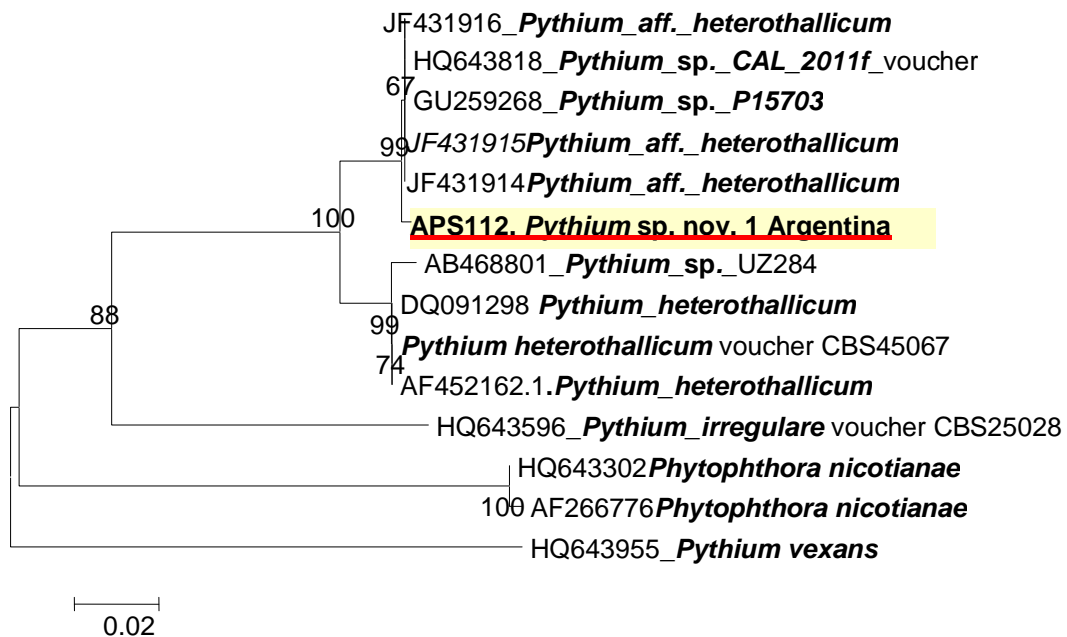 JF431916_Pythium_aff._heterothallicum
HQ643818_Pythium_sp._CAL_2011f_voucher
67
GU259268_Pythium_sp._P15703
99
JF431915Pythium_aff._heterothallicum
JF431914Pythium_aff._heterothallicum
100
APS112. Pythium sp. nov. 1 Argentina
AB468801_Pythium_sp._UZ284
DQ091298 Pythium_heterothallicum
88
99
Pythium heterothallicum voucher CBS45067
74
AF452162.1.Pythium_heterothallicum
HQ643596_Pythium_irregulare voucher CBS25028
HQ643302Phytophthora nicotianae
100
AF266776Phytophthora nicotianae
HQ643955_Pythium vexans
0.02